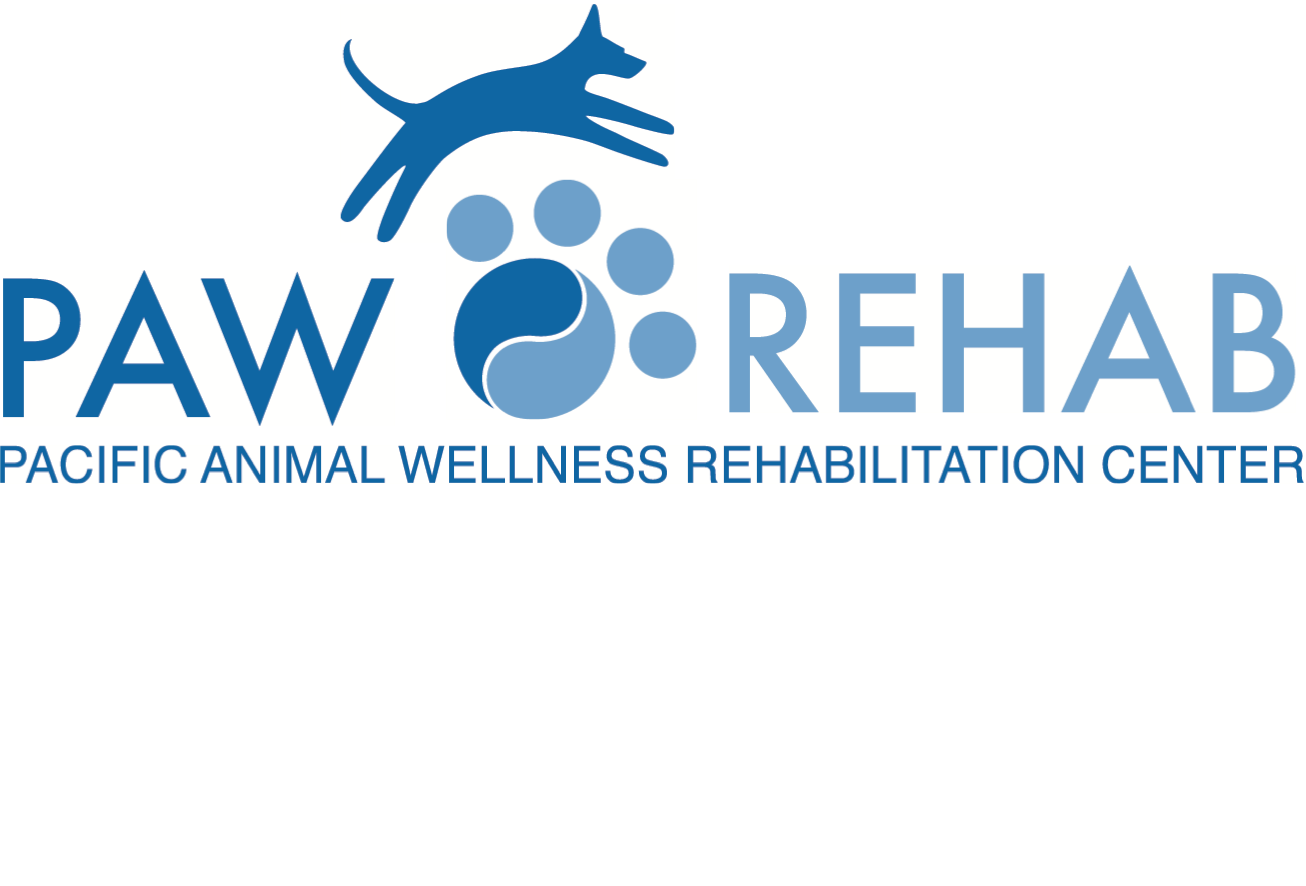 PAW REHAB
PACIFIC ANIMAL WELLNESS REHABILITATION CENTER